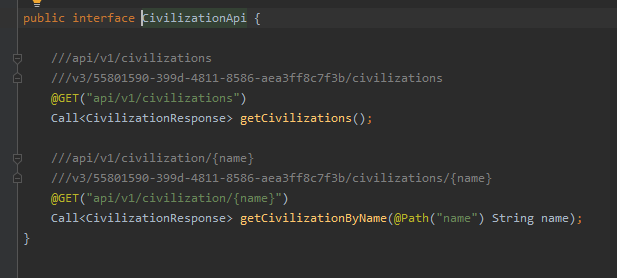 public interface CivilizationApi {
///api/v1/civilizations
///v3/55801590-399d-4811-8586-aea3ff8c7f3b/civilizations
@GET("api/v1/civilizations")
Call<CivilizationResponse> getCivilizations();
///api/v1/civilization/{name}
///v3/55801590-399d-4811-8586-aea3ff8c7f3b/civilizations/{name}
@GET("api/v1/civilization/{name}")
Call<CivilizationResponse> getCivilizationByName(@Path("name") String name);
}